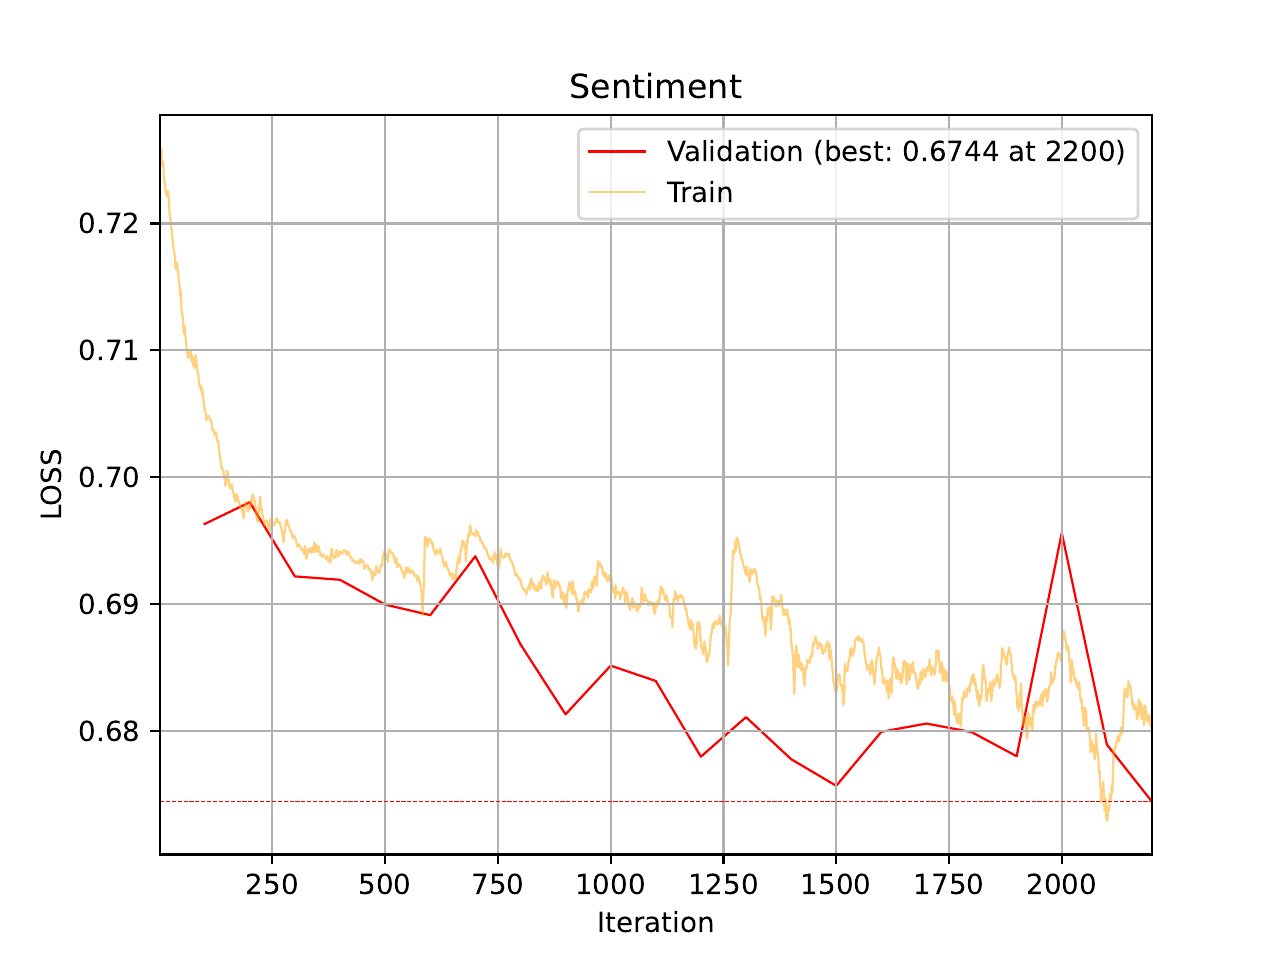 Sentiment
Validation (best: 0.6744 at 2200)
Train
0.72
0.71
0.70
0.69
0.68
LOSS
250 500 750 1000 1250 1500 1750 2000
Iteration